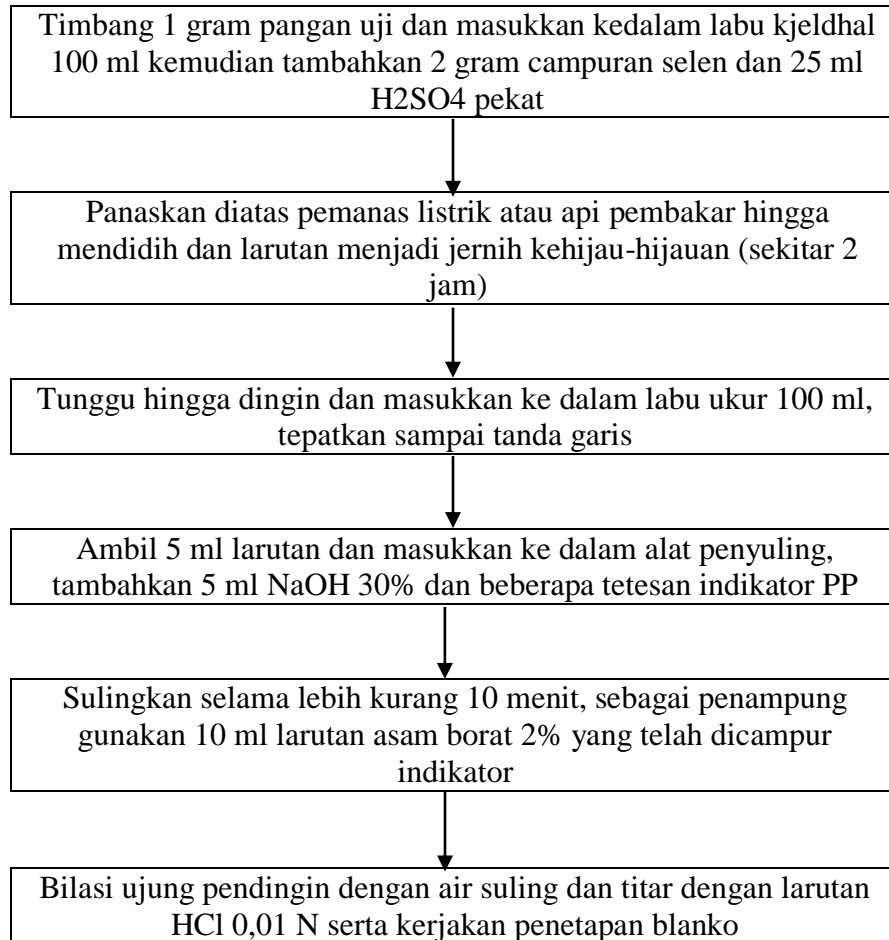 Timbang 1 gram pangan uji dan masukkan kedalam labu kjeldhal
100 ml kemudian tambahkan 2 gram campuran selen dan 25 ml
H2SO4 pekat
Panaskan diatas pemanas listrik atau api pembakar hingga
mendidih dan larutan menjadi jernih kehijau-hijauan (sekitar 2
jam)
Tunggu hingga dingin dan masukkan ke dalam labu ukur 100 ml,
tepatkan sampai tanda garis
Ambil 5 ml larutan dan masukkan ke dalam alat penyuling,
tambahkan 5 ml NaOH 30% dan beberapa tetesan indikator PP
Sulingkan selama lebih kurang 10 menit, sebagai penampung
gunakan 10 ml larutan asam borat 2% yang telah dicampur
indikator
Bilasi ujung pendingin dengan air suling dan titar dengan larutan
HCl 0,01 N serta kerjakan penetapan blanko